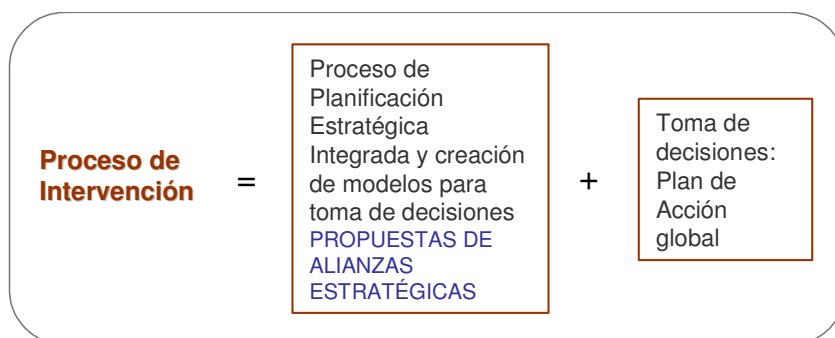 Proceso de
Intervención
=
Proceso de
Planificación
Estratégica
Integrada y creación
de modelos para
toma de decisiones
PROPUESTAS DE
ALIANZAS
ESTRATÉGICAS
+
Toma de
decisiones:
Plan de
Acción
global